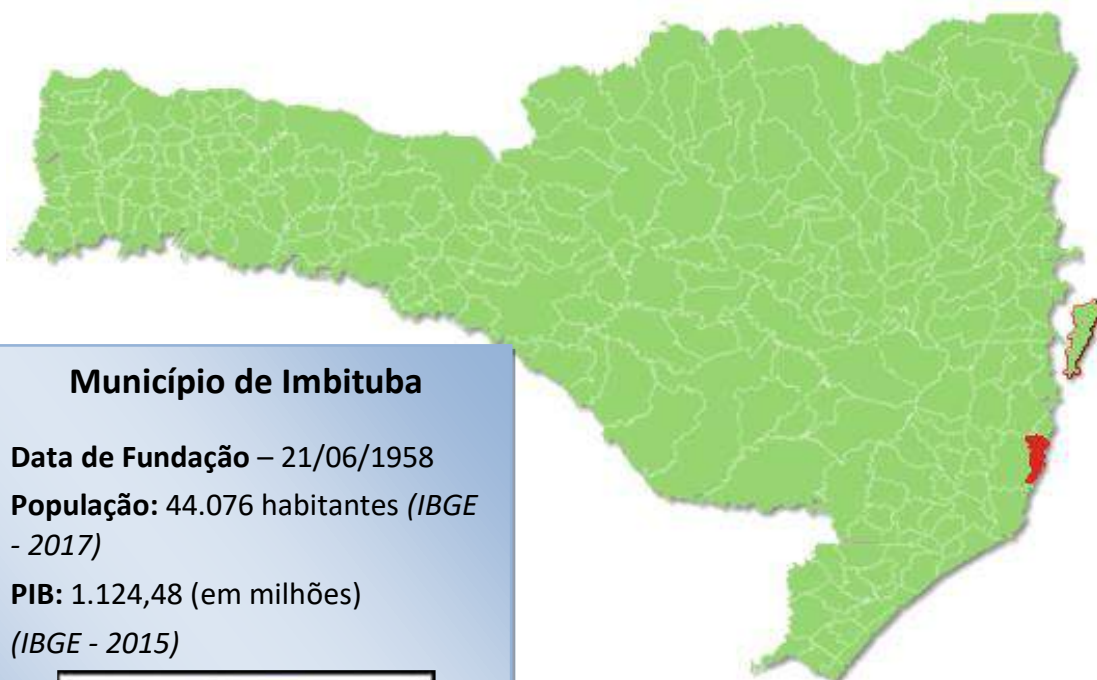 Município de Imbituba
Data de Fundação – 21/06/1958
População: 44.076 habitantes (IBGE
- 2017)
PIB: 1.124,48 (em milhões)
(IBGE - 2015)